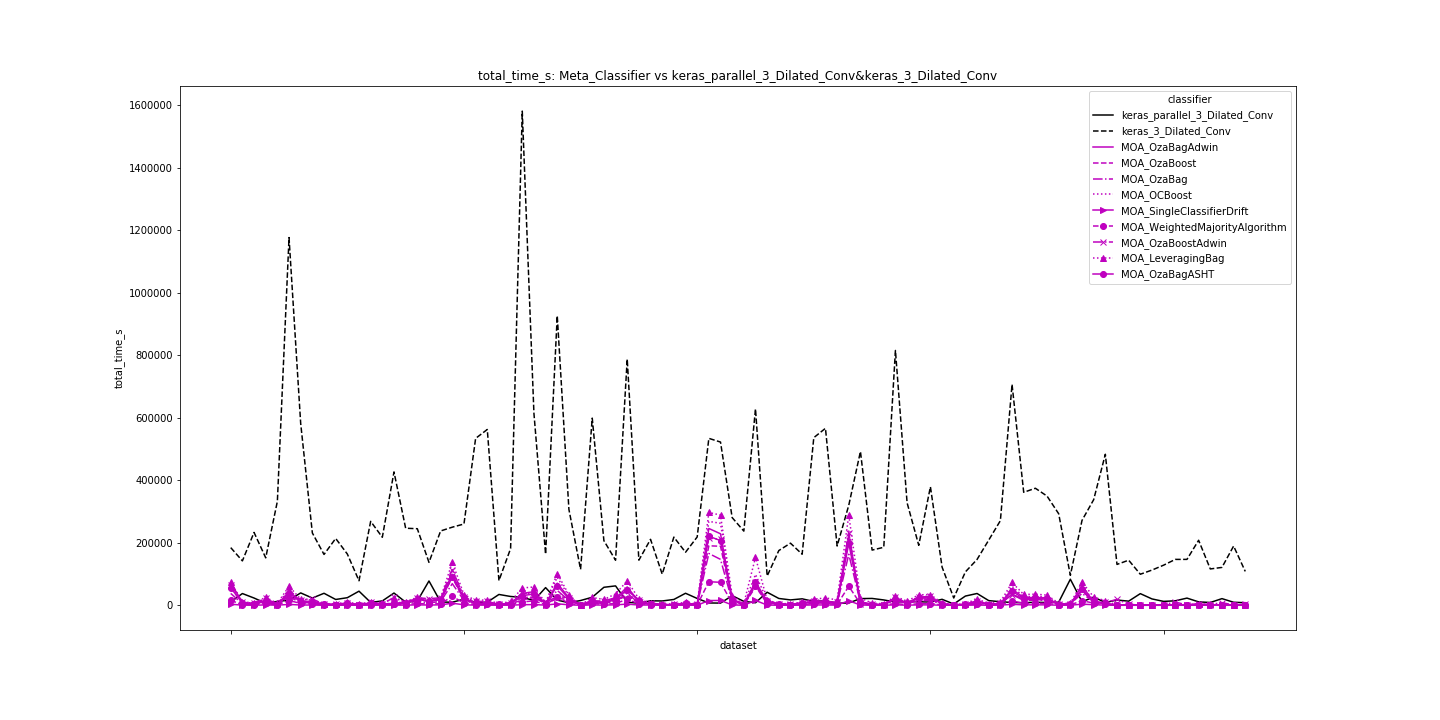 total_time_s: Meta_Classifier vs keras_parallel_3_Dilated_Conv&keras_3_Dilated_Conv
1600000
1400000
1200000
1000000
800000
600000
400000
200000
0
total_time_s
dataset
classifier
keras_parallel_3_Dilated_Conv
keras_3_Dilated_Conv
MOA_OzaBagAdwin
MOA_OzaBoost
MOA_OzaBag
MOA_OCBoost
MOA_SingleClassifierDrift
MOA_WeightedMajorityAlgorithm
MOA_OzaBoostAdwin
MOA_LeveragingBag
MOA_OzaBagASHT